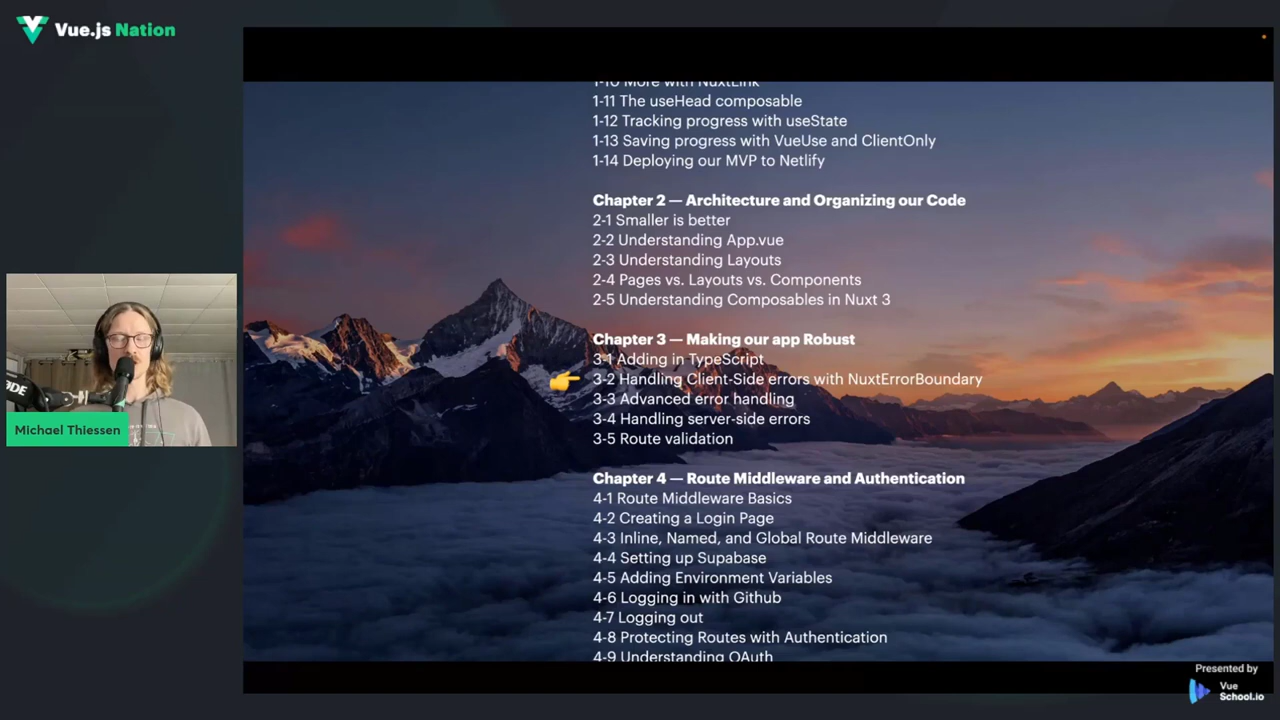 Vue.js Nation
1-10 More with NuxtLink
1-11 The useHead composable
1-12 Tracking progress with useState
1-13 Saving progress with VueUse and ClientOnly
1-14 Deploying our MVP to Netlify
Chapter 2 — Architecture and Organizing our Code
2-1 Smaller is better
2-2 Understanding App.vue
2-3 Understanding Layouts
2-4 Pages vs. Layouts vs. Components
2-5 Understanding Composables in Nuxt 3
Chapter 3 — Making our app Robust
3-1 Adding in TypeScript
3-2 Handling Client-Side errors with NuxtErrorBoundary
3-3 Advanced error handling
3-4 Handling server-side errors
3-5 Route validation
Chapter 4 — Route Middleware and Authentication
4-1 Route Middleware Basics
4-2 Creating a Login Page
4-3 Inline, Named, and Global Route Middleware
4-4 Setting up Supabase
4-5 Adding Environment Variables
4-6 Logging in with Github
4-7 Logging out
4-8 Protecting Routes with Authentication
4-9 Understanding OAuth
Michael Thiessen
Presented by
Vue
School.io